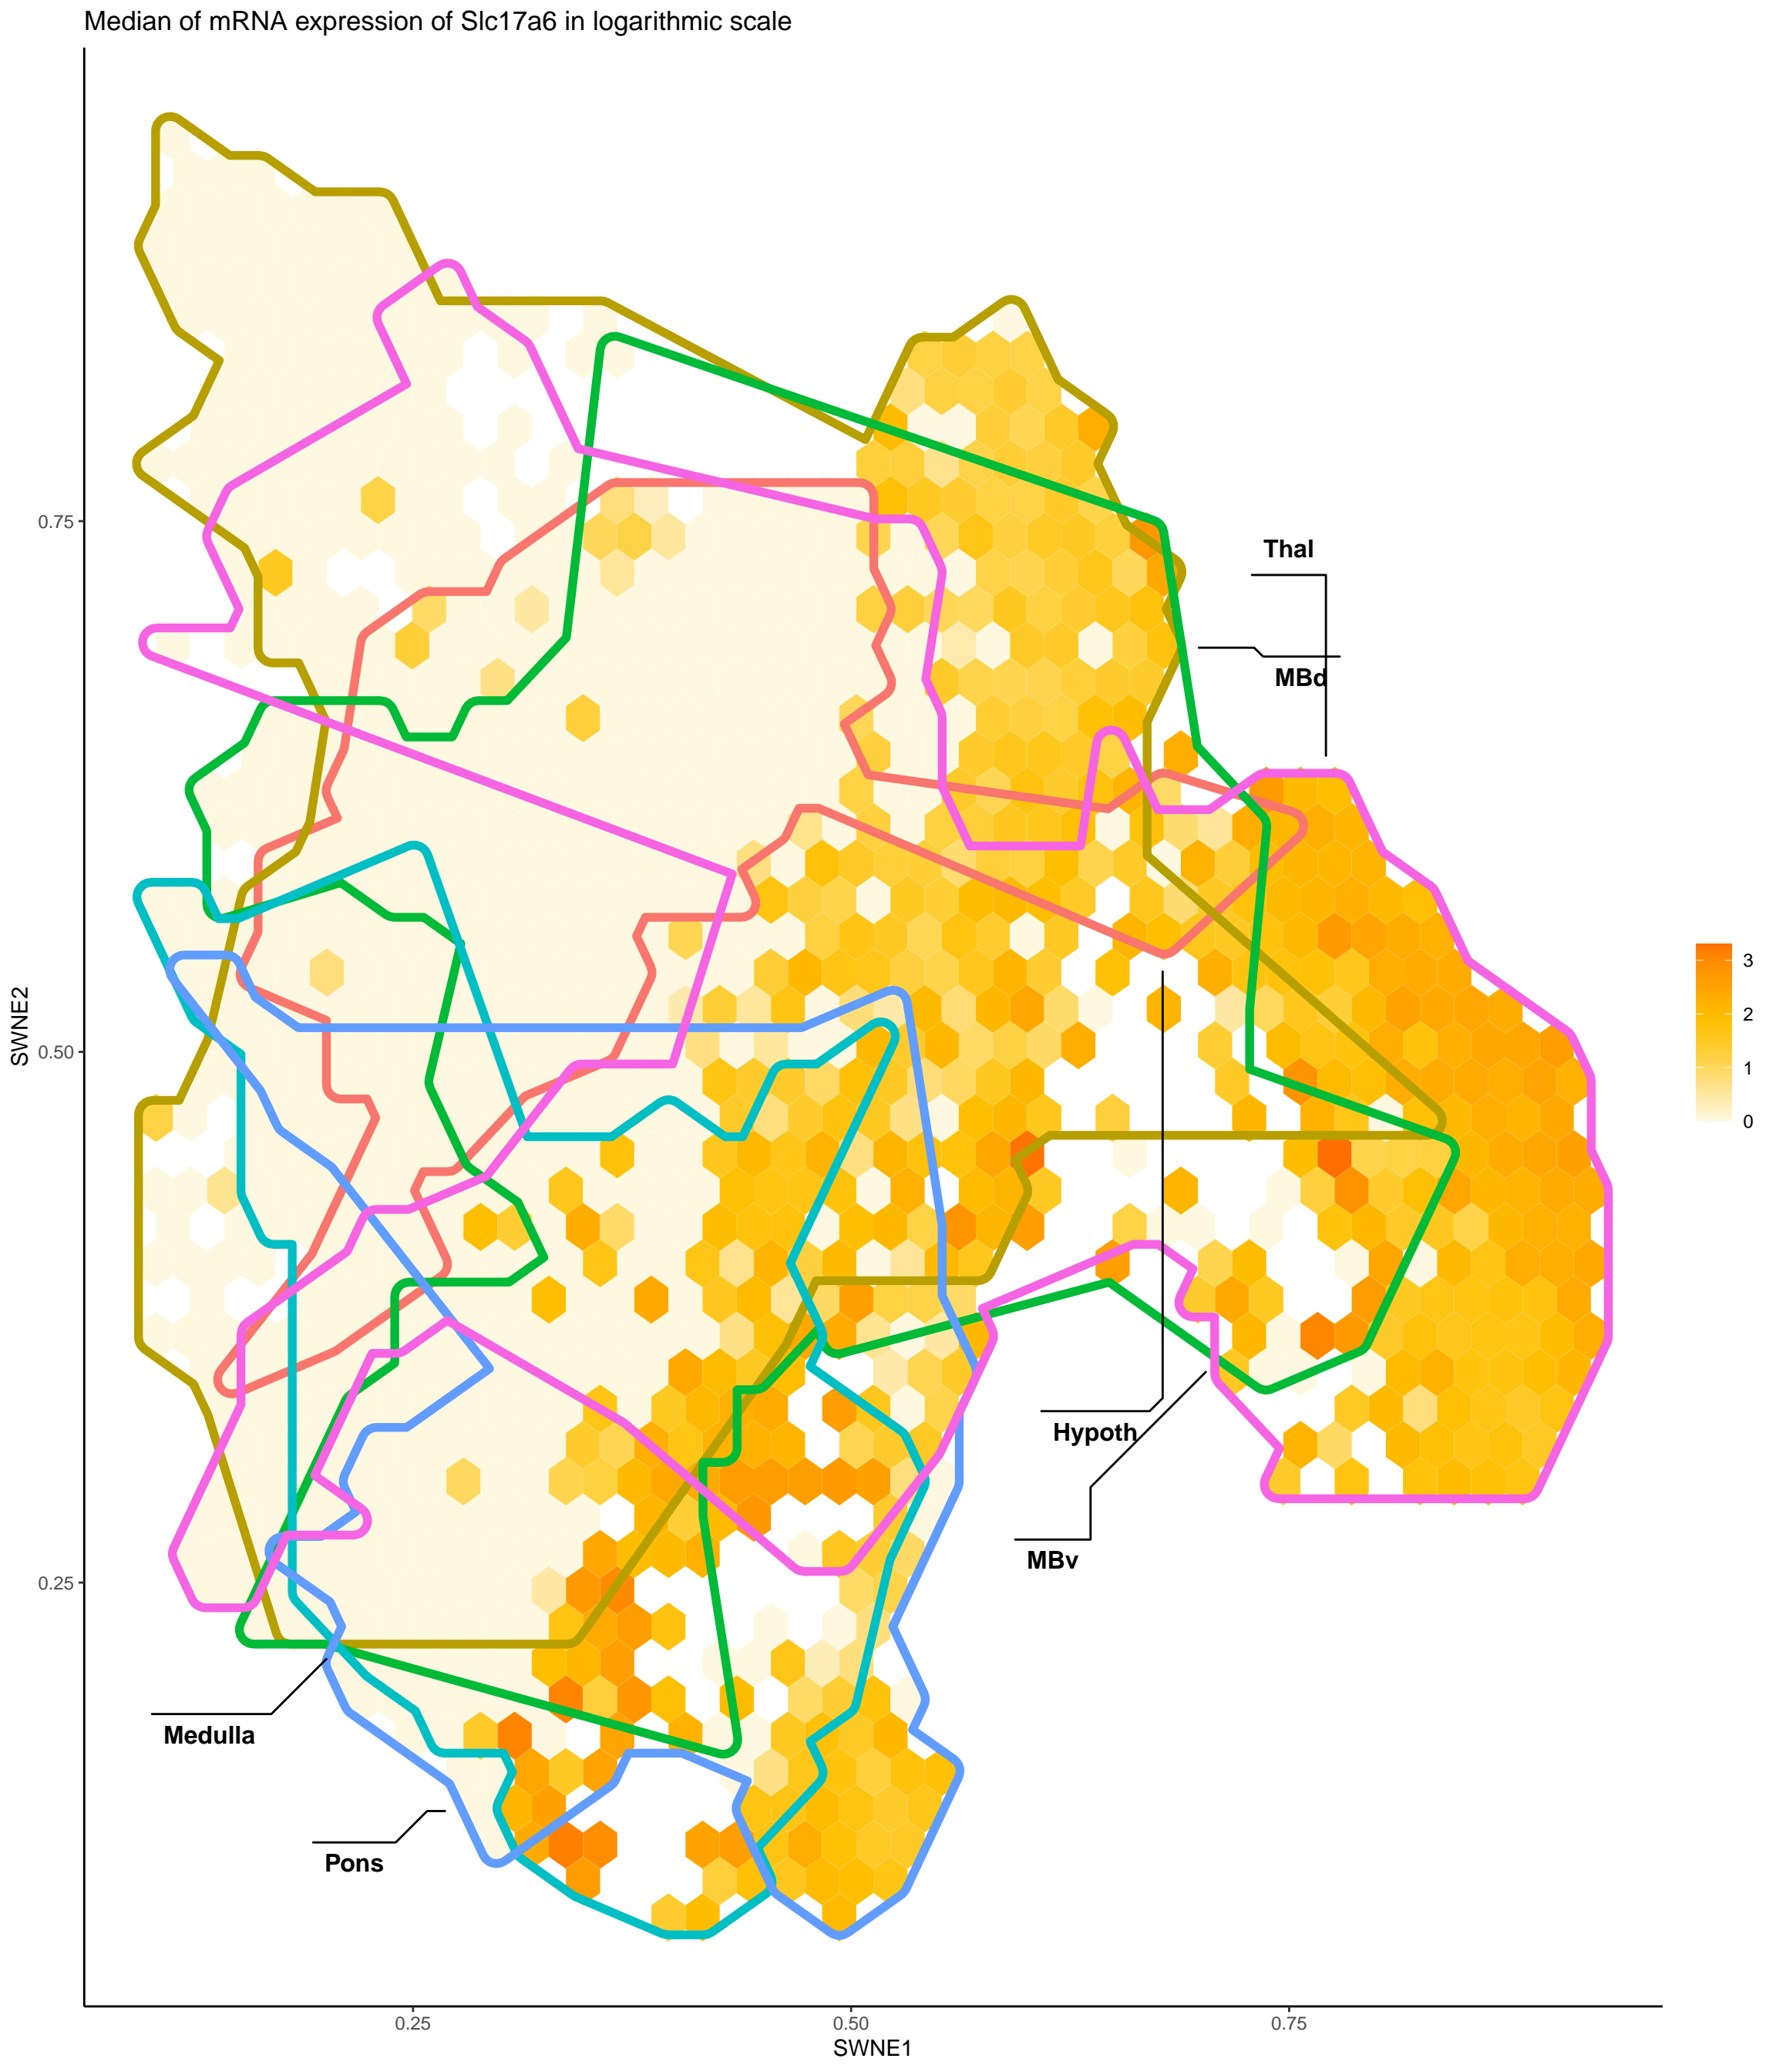 Median of mRNA expression of Slc17a6 in logarithmic scale
SWNE2
0.75
0.50
0.25
Thal
MBd
Hypoth
MBv
Medulla
Pons
3
2
1
0
0.25 0.50 0.75
SWNE1